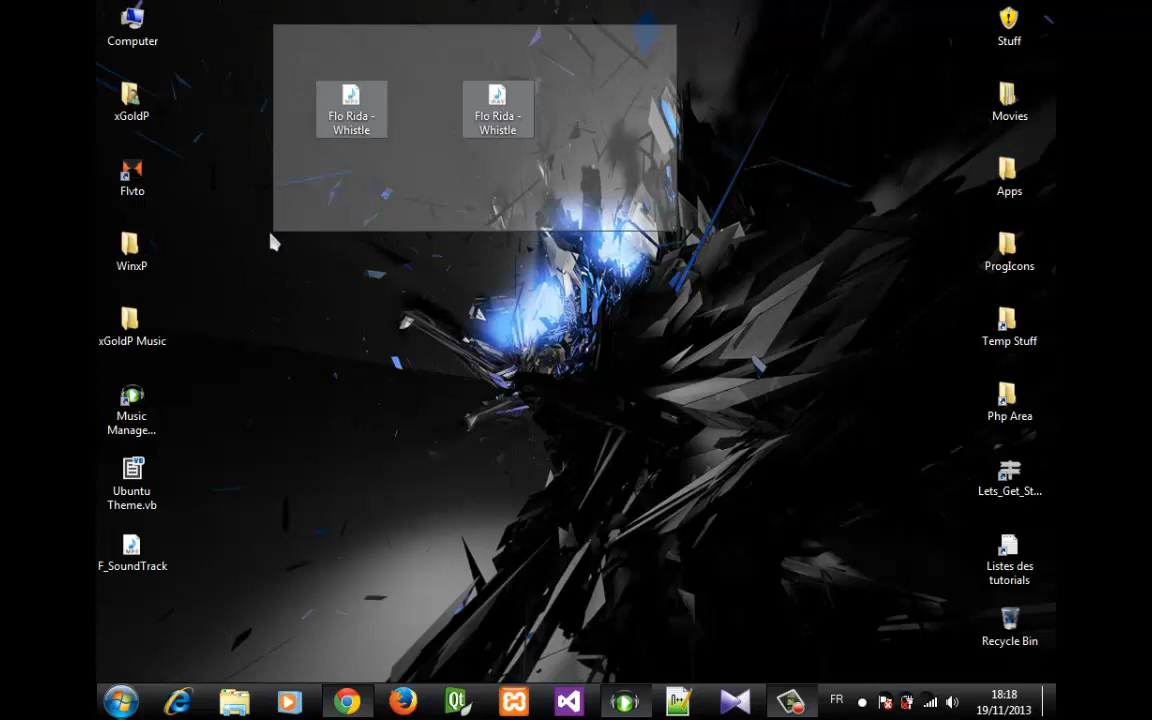 Computer
xGoldP
Flvto
WinxP
xGoldP Music
Music
Manage...
Ubuntu
Theme.vb
F_SoundTrack
MP3
Flo Rida -
Whistle
WAV
Flo Rida -
Whistle
Stuff
Movies
Apps
ProgIcons
Temp Stuff
Php Area
Lets_Get_St...
Listes des
tutorials
Recycle Bin
FR
18:18
19/11/2013